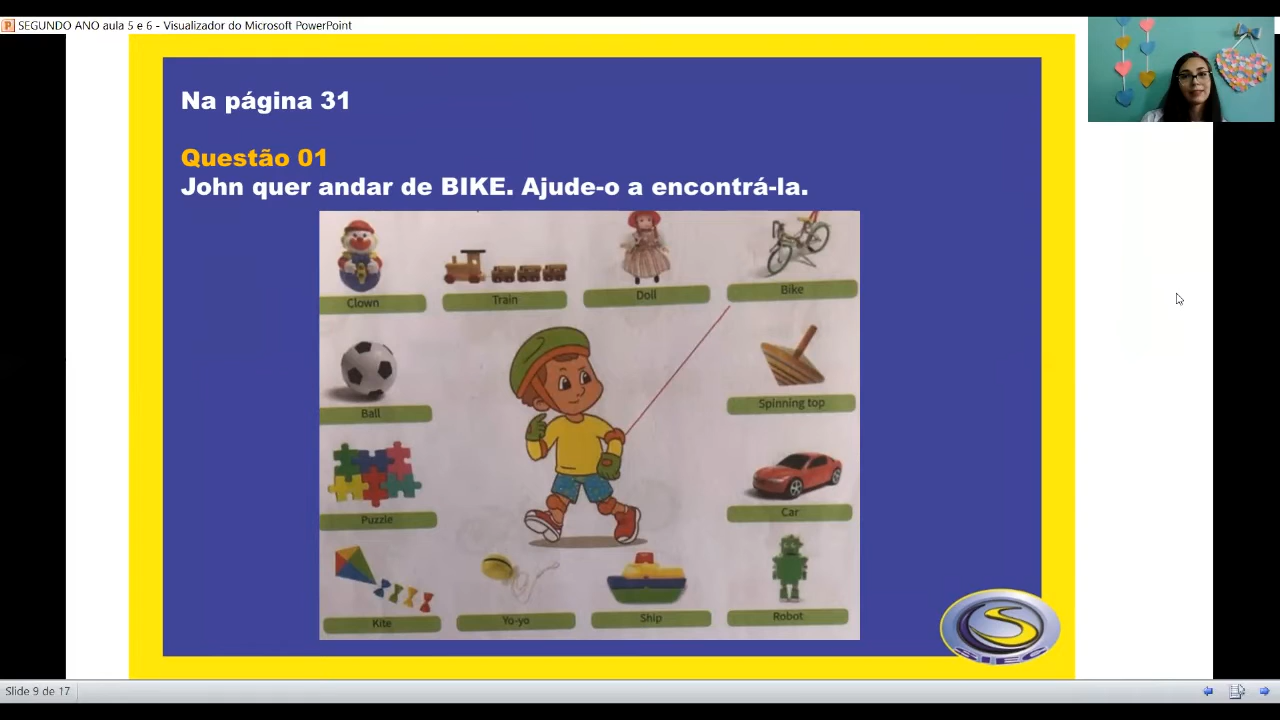 SEGUNDO ANO aula 5 e 6 - Visualizador do Microsoft PowerPoint
Na página 31
Questão 01
John quer andar de BIKE. Ajude-o a encontrá-la.
Clown
Train
Doll
Bike
Ball
Spinning top
Puzzle
Car
Kite
Yo-yo
Ship
Robot
Slide 9 de 17